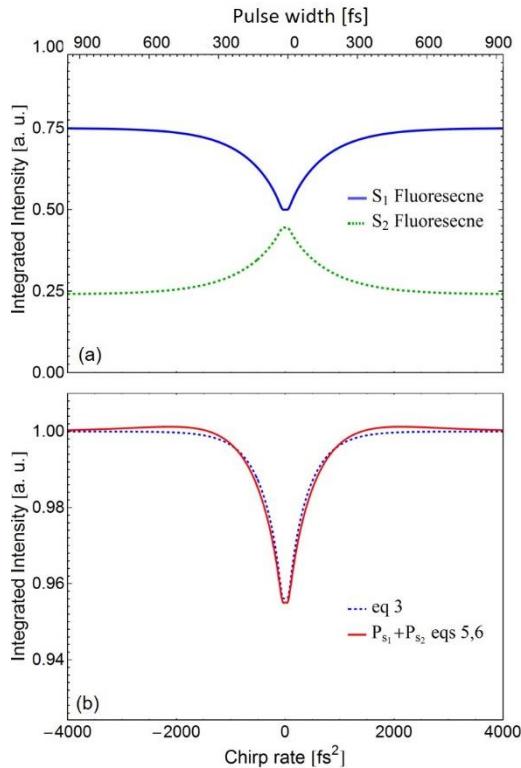 Pulse width [fs]
900 600 300 0 300 600 900
1.00
0.75
0.50
0.25
0.00
Integrated Intensity [a. u.]
S₁ Fluoresecne
S₂ Fluoresecne
(a)
1.00
0.98
0.96
0.94
Integrated Intensity [a. u.]
eq 3
Pₛ₁+Pₛ₂ eqs 5,6
(b)
−4000 −2000 0 2000 4000
Chirp rate [fs²]